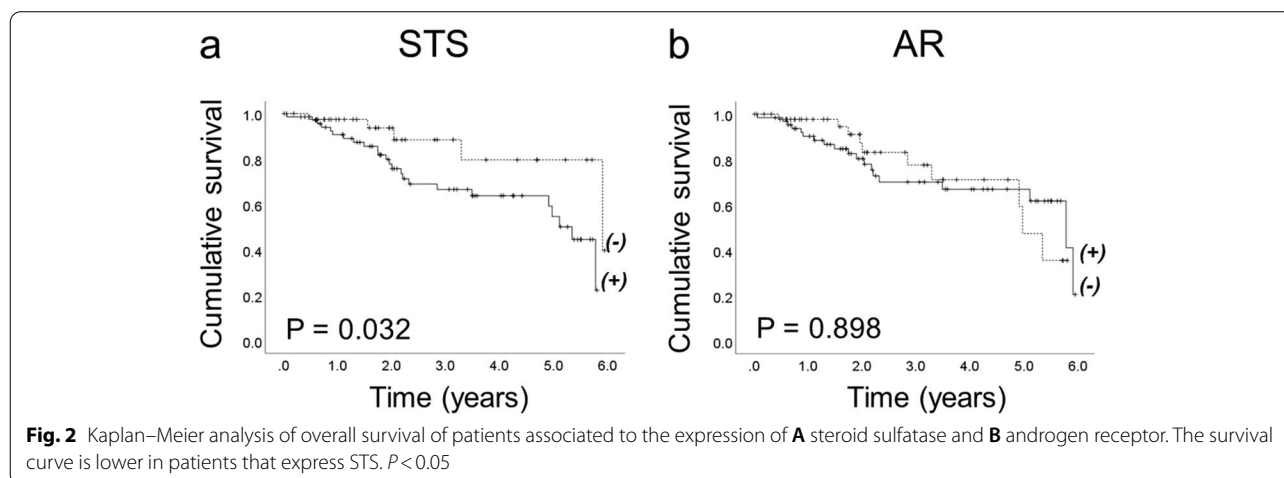 a STS
b AR
Cumulative survival
1.0
0.8
0.6
0.4
0.2
0.0
(-)
(+)
P = 0.032
.0 1.0 2.0 3.0 4.0 5.0 6.0
Time (years)
Cumulative survival
1.0
0.8
0.6
0.4
0.2
0.0
(+)
(-)
P = 0.898
.0 1.0 2.0 3.0 4.0 5.0 6.0
Time (years)
Fig. 2 Kaplan–Meier analysis of overall survival of patients associated to the expression of A steroid sulfatase and B androgen receptor. The survival
curve is lower in patients that express STS. P < 0.05